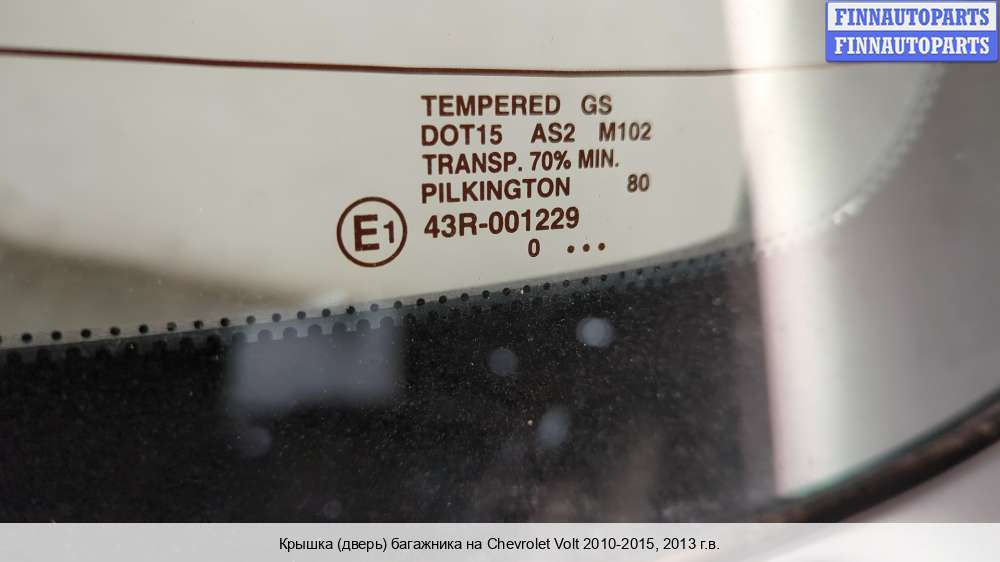 FINNAUTOPARTS
FINNAUTOPARTS
TEMPERED GS
DOT15 AS2 M102
TRANSP. 70% MIN.
PILKINGTON 80
E1 43R-001229
0 ...
Крышка (дверь) багажника на Chevrolet Volt 2010-2015, 2013 г.в.